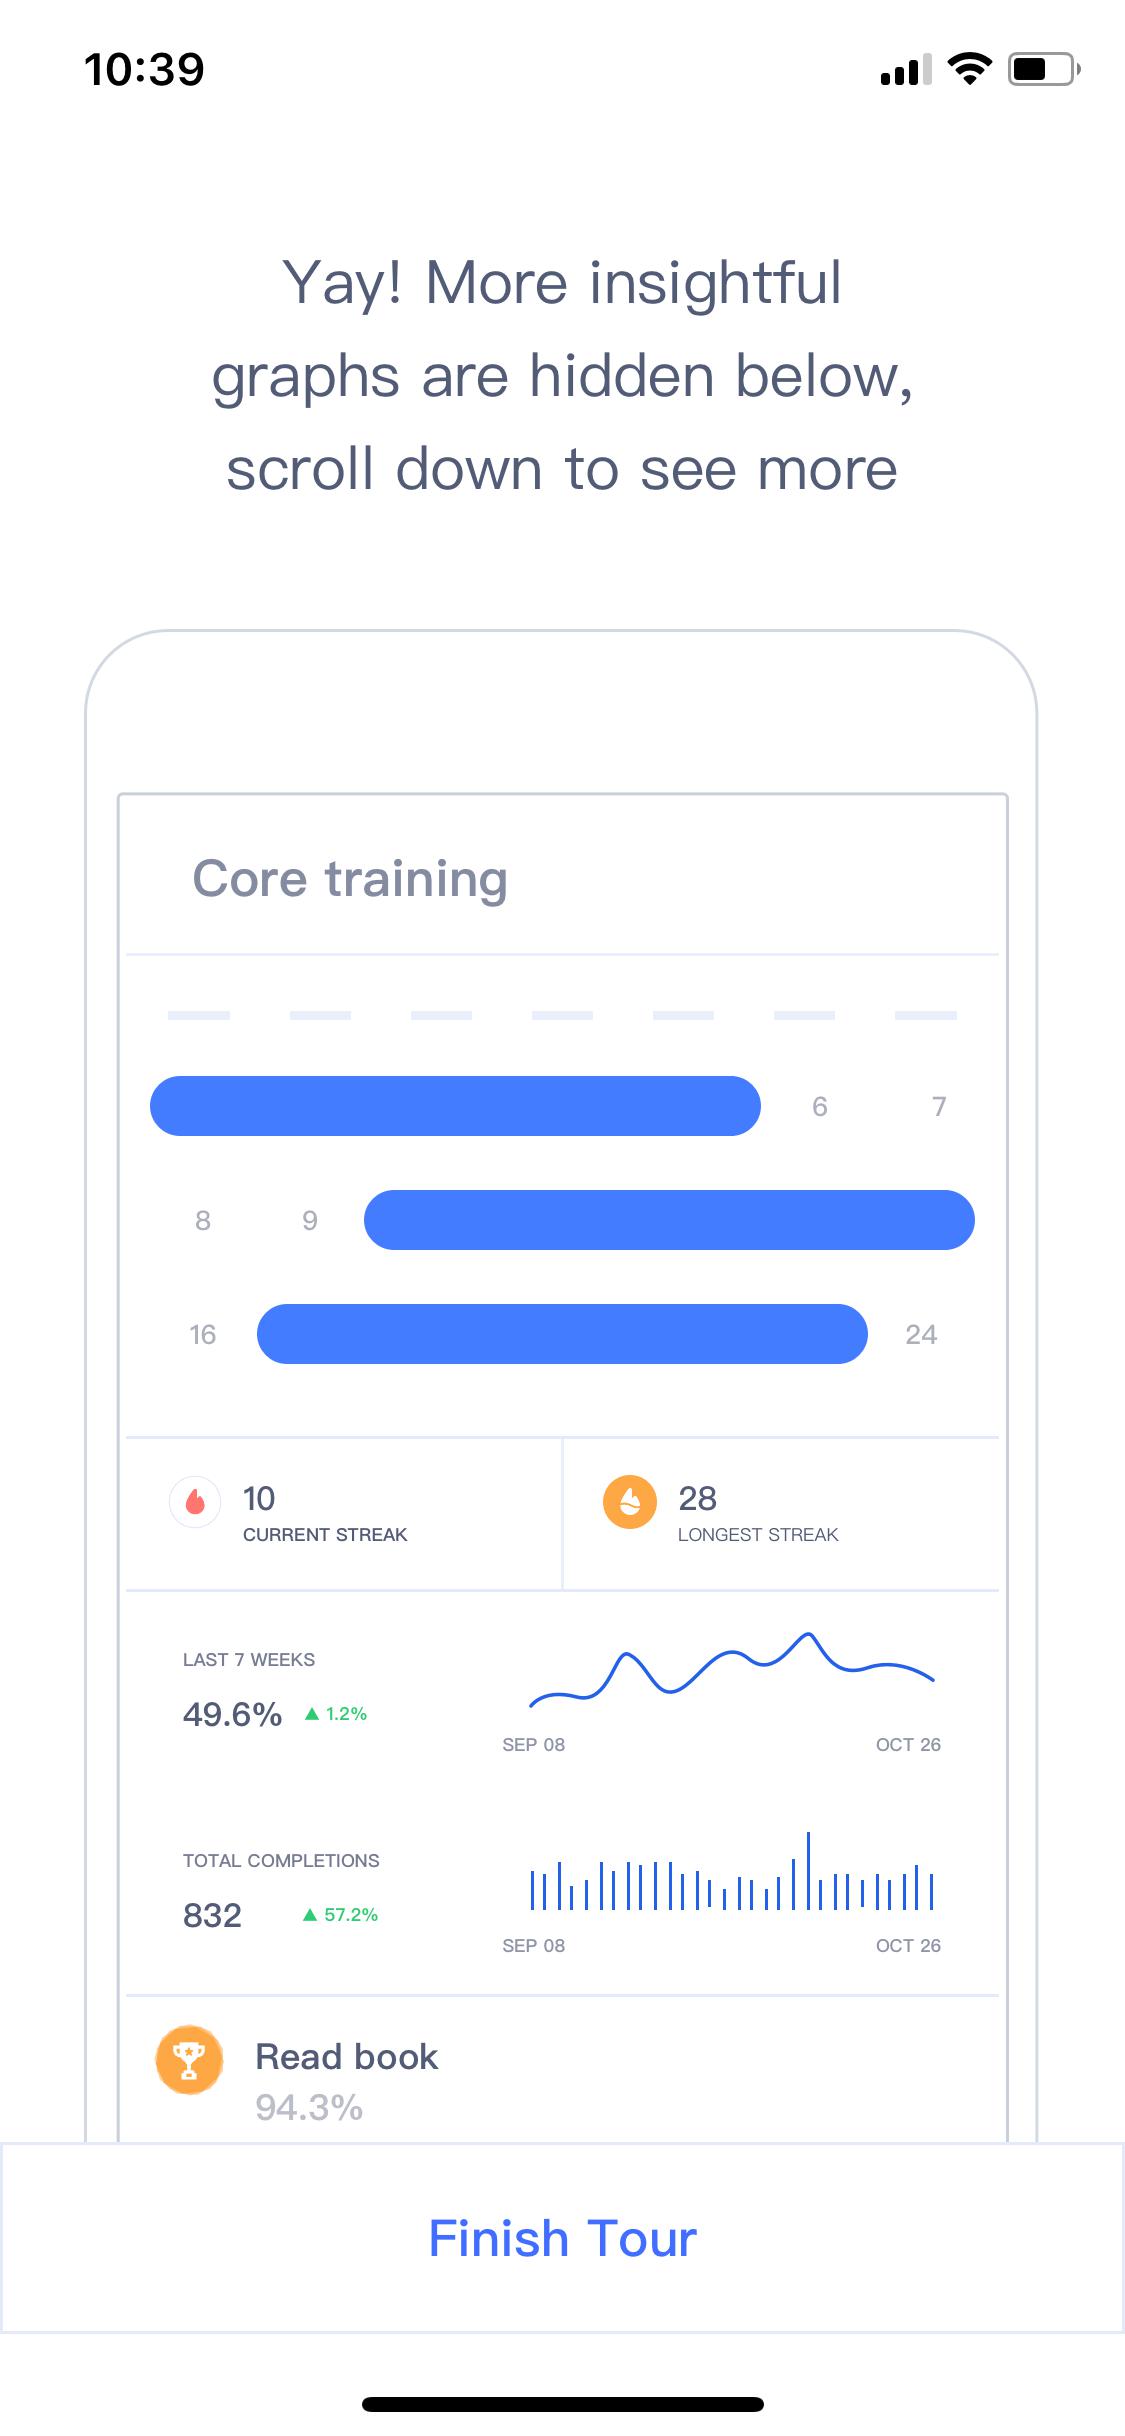 10:39
Yay! More insightful
graphs are hidden below,
scroll down to see more
Core training
6 7
8 9
16 24
10
CURRENT STREAK
28
LONGEST STREAK
LAST 7 WEEKS
49.6% ▲ 1.2%
SEP 08 OCT 26
TOTAL COMPLETIONS
832 ▲ 57.2%
SEP 08 OCT 26
Read book
94.3%
Finish Tour